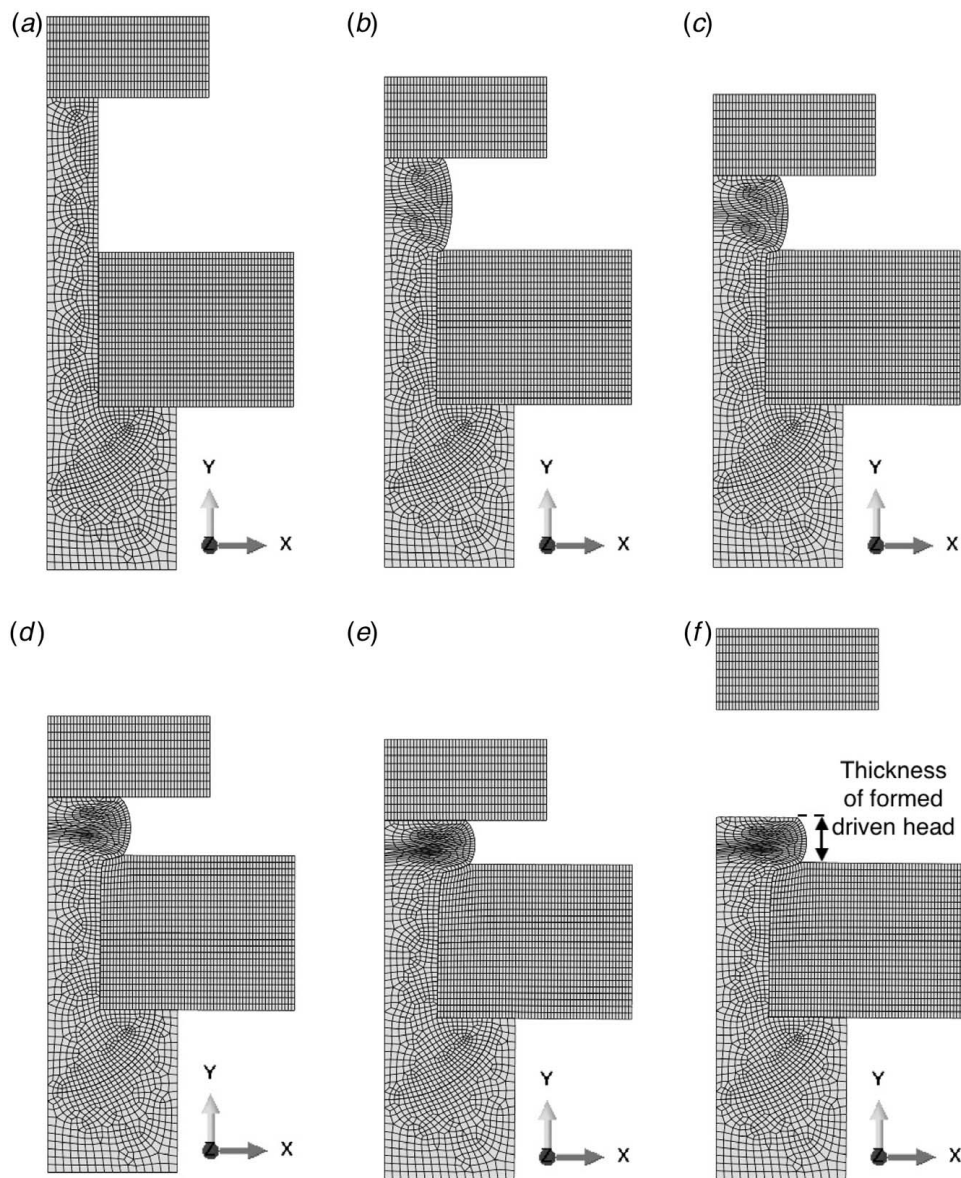 (a)
(b)
(c)
Y
Z
X
Y
Z
X
Y
Z
X
(d)
(e)
(f)
Thickness
of formed
driven head
Y
Z
X
Y
Z
X
Y
Z
X